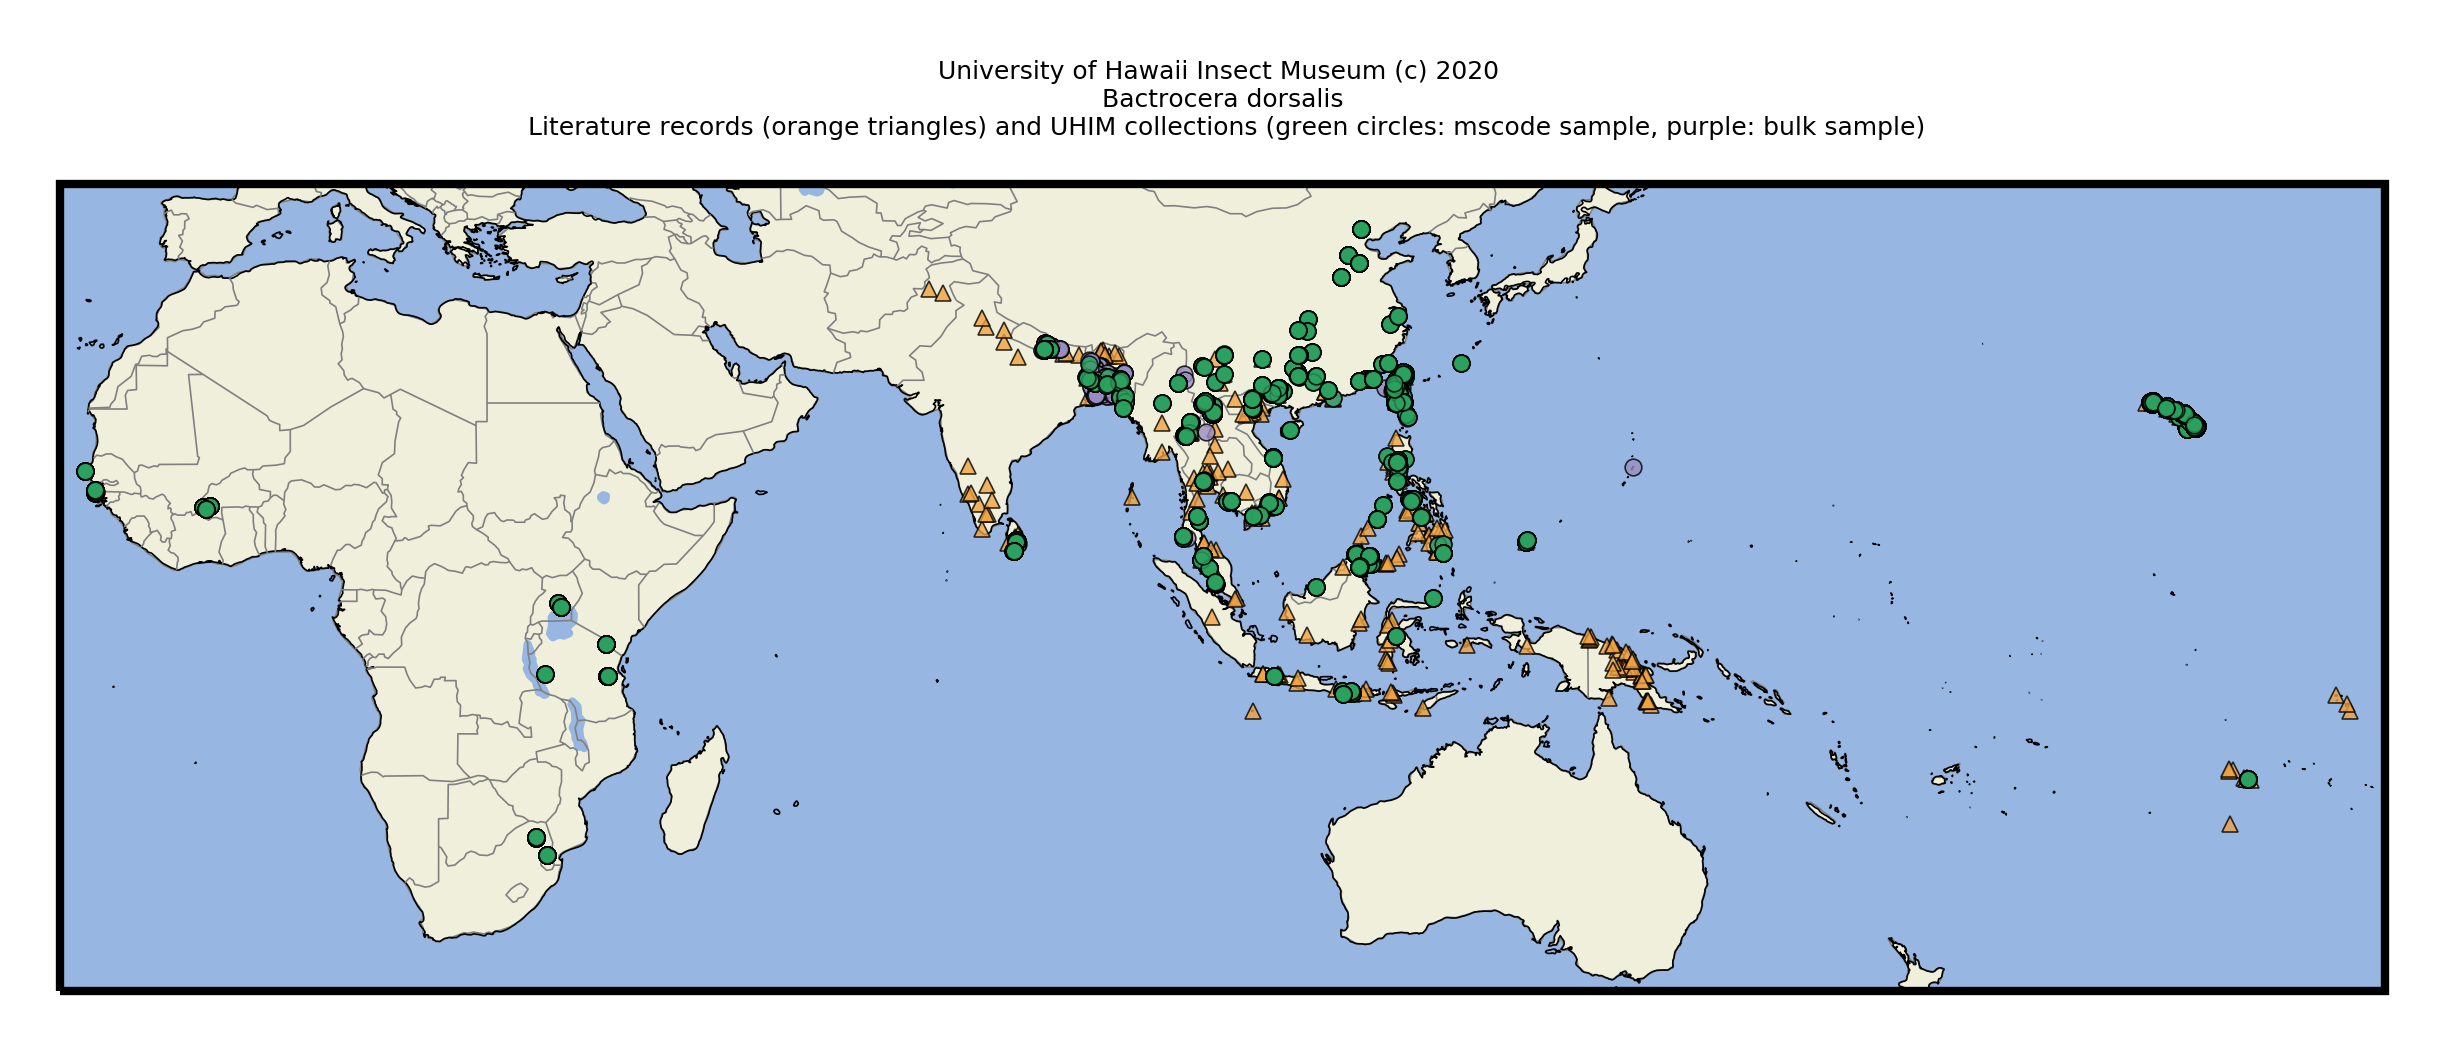 University of Hawaii Insect Museum (c) 2020
Bactrocera dorsalis
Literature records (orange triangles) and UHIM collections (green circles: mscode sample, purple: bulk sample)